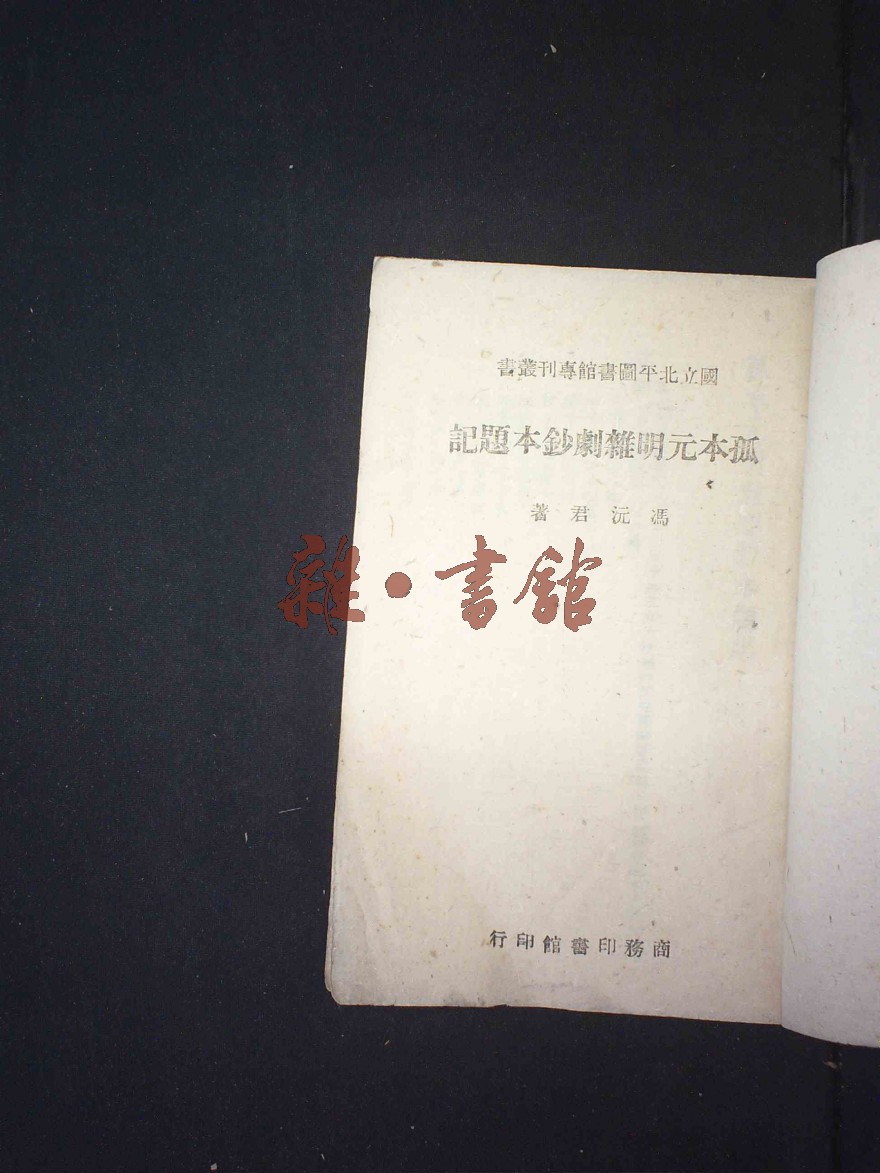 國立北平圖書館專刊叢書
孤本元明雜劇鈔本題記
馮沅君著
雜·書館
商務印書館印行